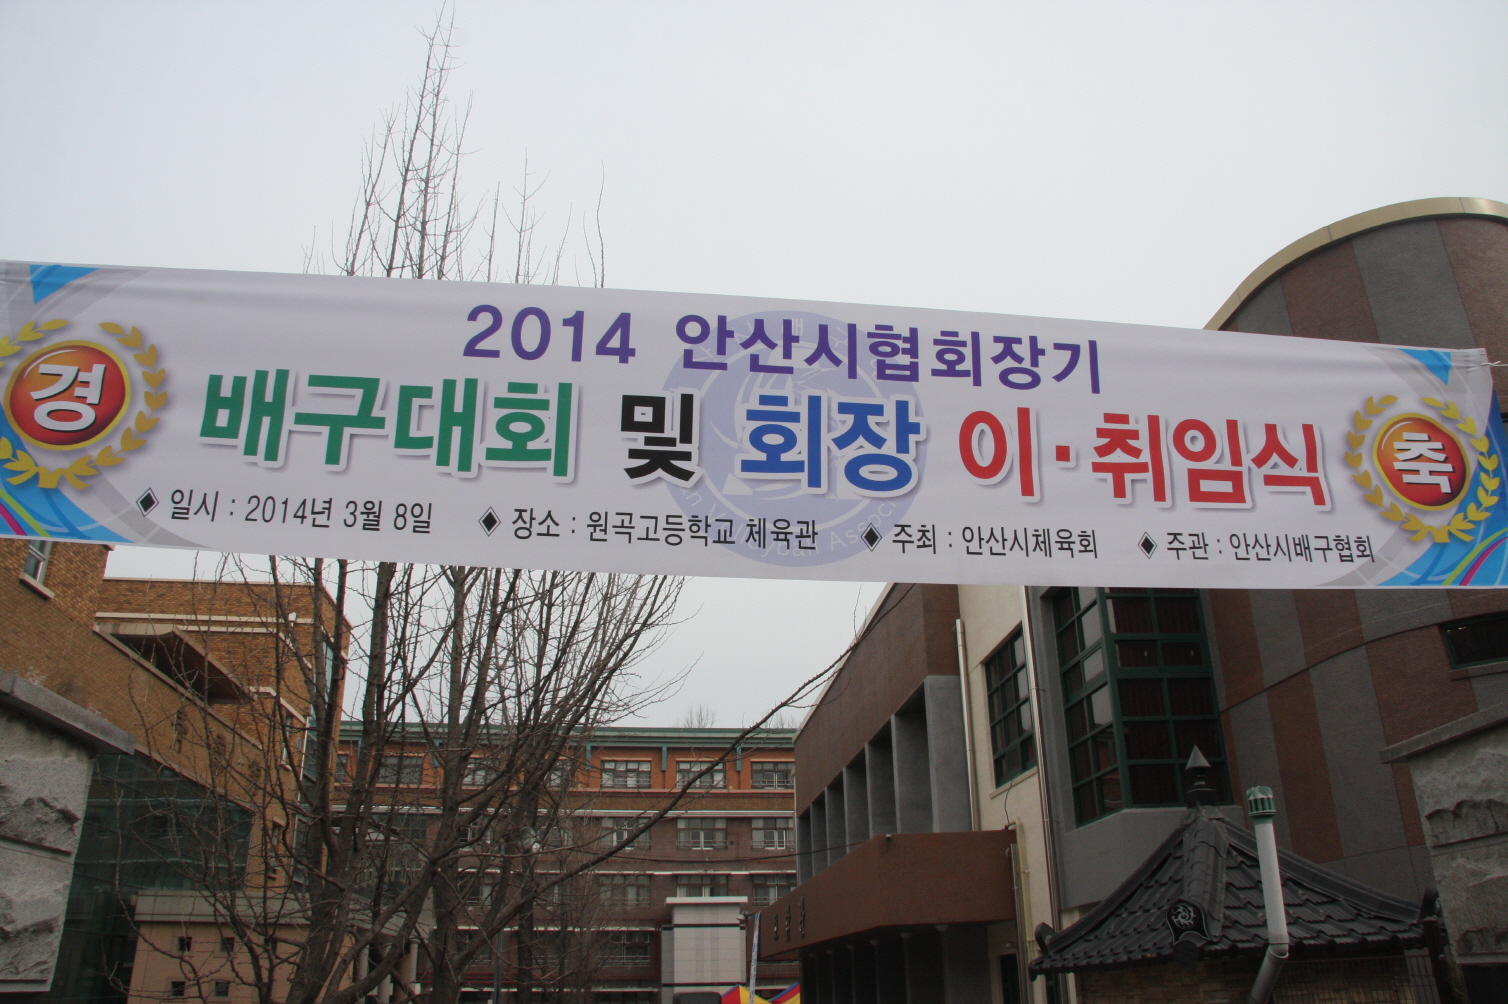 2014 안산시협회장기
경 배구대회 및 회장 이·취임식 축
◈ 일시 : 2014년 3월 8일 ◈ 장소 : 원곡고등학교 체육관 ◈ 주최 : 안산시체육회 ◈ 주관 : 안산시배구협회